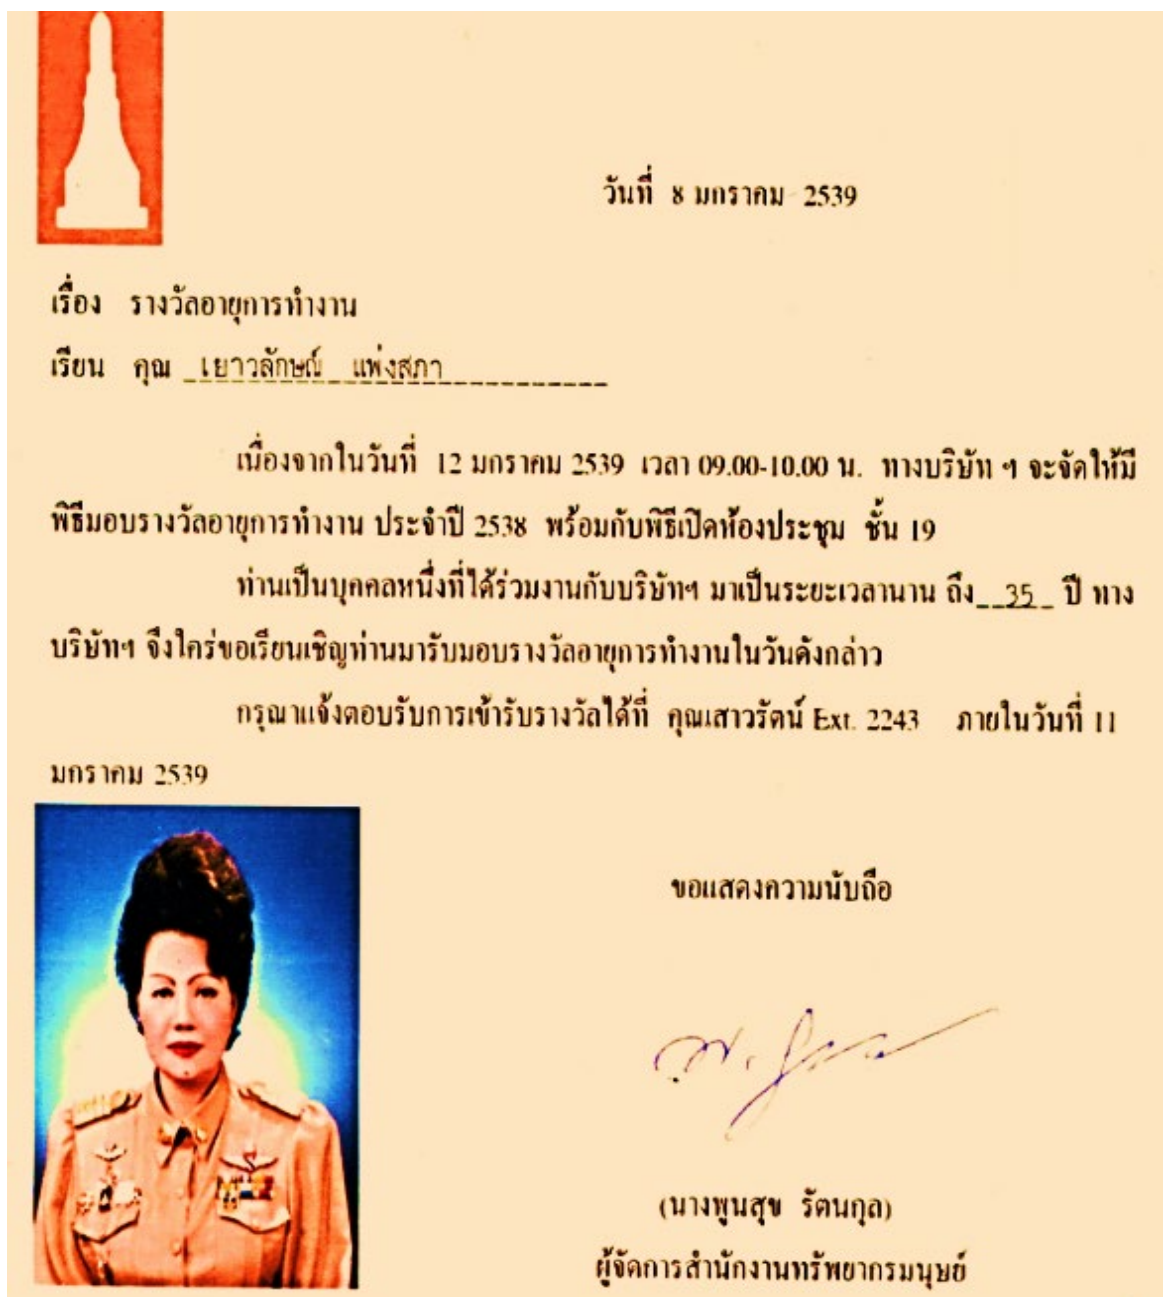 วันที่ 8 มกราคม 2539
เรื่อง รางวัลอายุการทำงาน
เรียน คุณ เยาวลักษณ์ แพ่งสภา
เนื่องจากในวันที่ 12 มกราคม 2539 เวลา 09.00-10.00 น. ทางบริษัท ฯ จะจัดให้มี
พิธีมอบรางวัลอายุการทำงาน ประจำปี 2538 พร้อมกับพิธีเปิดห้องประชุม ชั้น 19
ท่านเป็นบุคคลหนึ่งที่ได้ร่วมงานกับบริษัทฯ มาเป็นระยะเวลานาน ถึง 35 ปี ทาง
บริษัทฯ จึงใคร่ขอเรียนเชิญท่านมารับมอบรางวัลอายุการทำงานในวันดังกล่าว
กรุณาแจ้งตอบรับการเข้ารับรางวัลได้ที่ คุณเสาวรัตน์ Ext. 2243 ภายในวันที่ 11
มกราคม 2539
ขอแสดงความนับถือ
(นางพูนสุข รัตนกุล)
ผู้จัดการสำนักงานทรัพยากรมนุษย์